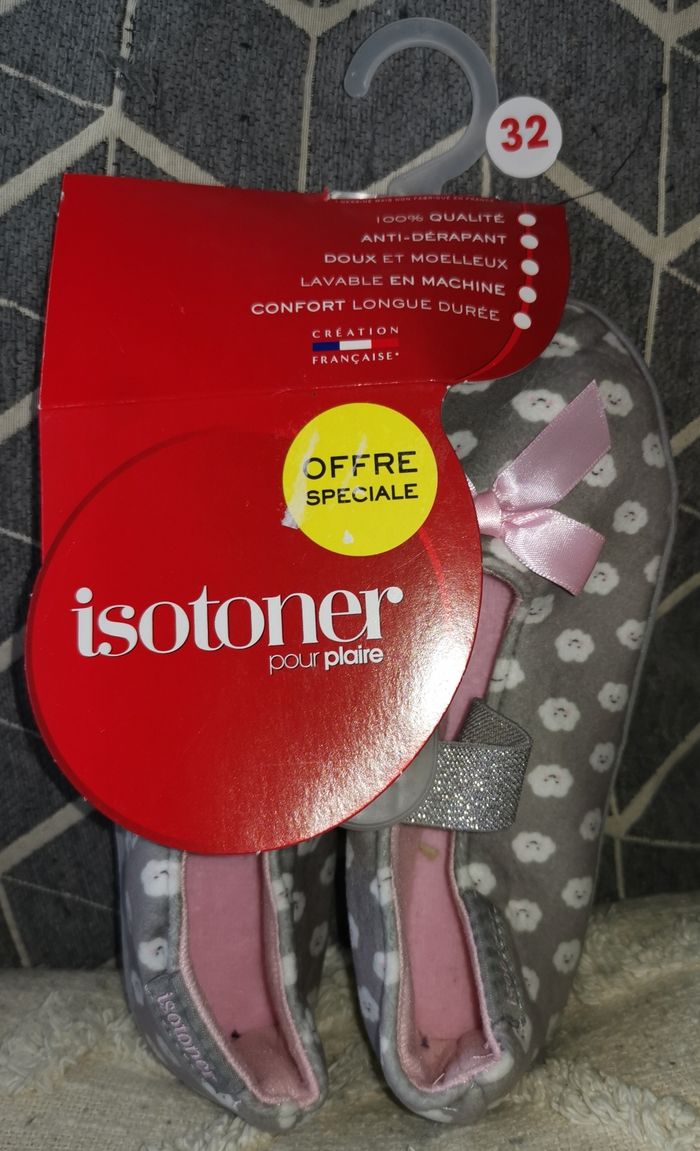 32
100% QUALITÉ
ANTI-DÉRAPANT
DOUX ET MOELLEUX
LAVABLE EN MACHINE
CONFORT LONGUE DURÉE
CRÉATION
FRANÇAISE*
OFFRE
SPECIALE
isotoner
pour plaire
isotoner